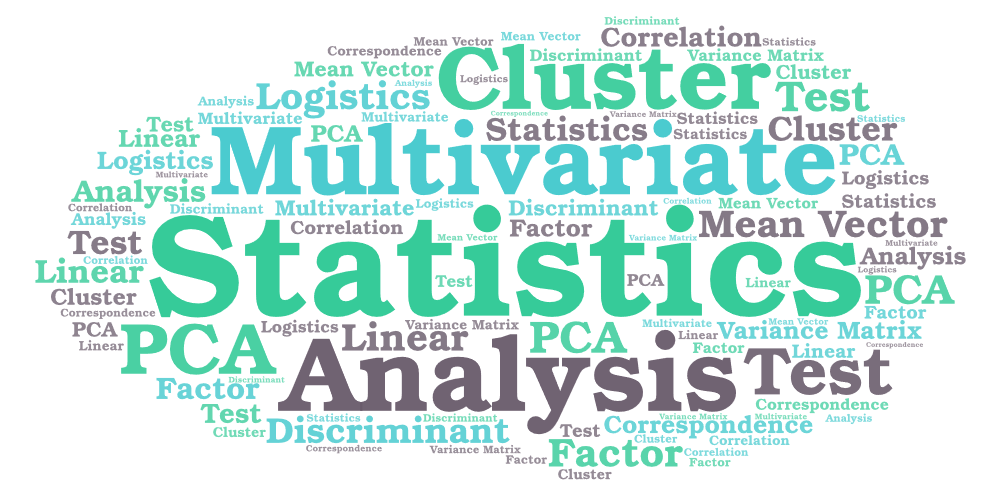 Discriminant
Mean Vector Mean Vector Correlation Statistics
Correspondence Cluster Discriminant Variance Matrix
Mean Vector Logistics Cluster
Analysis Logistics Analysis Test
Multivariate Multivariate Correspondence Variance Matrix Statistics Statistics
Test PCA Statistics Statistics Cluster
Linear Multivariate
Logistics PCA
Multivariate Logistics
Analysis
Correlation Discriminant Multivariate Logistics Discriminant Correlation Mean Vector Statistics
Analysis Correlation Factor Mean Vector
Test Mean Vector Variance Matrix Multivariate
Correlation Statistics Analysis
Linear Test PCA Linear Logistics
Cluster PCA
Correspondence Factor
PCA Logistics Linear Variance Matrix PCA Multivariate Mean Vector
Linear PCA Linear Variance Matrix
Factor Linear Correspondence
Discriminant Analysis Test
Factor
Test Correspondence
Statistics Discriminant Variance Matrix Multivariate Analysis
Cluster Discriminant Test Correspondence
Cluster Correlation
Correspondence Variance Matrix Factor Correlation
Factor Factor
Cluster